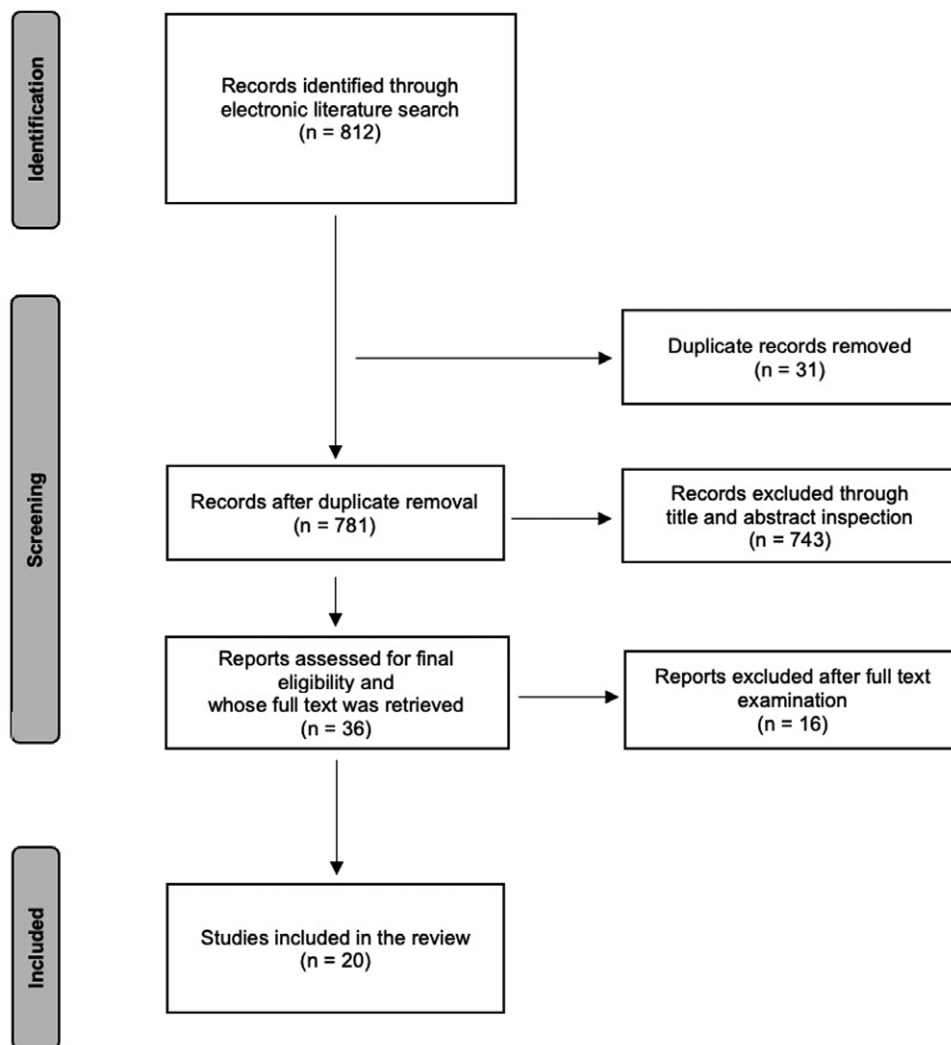 Identification
Records identified through
electronic literature search
(n = 812)
Screening
Duplicate records removed
(n = 31)
Records after duplicate removal
(n = 781)
Records excluded through
title and abstract inspection
(n = 743)
Reports assessed for final
eligibility and
whose full text was retrieved
(n = 36)
Reports excluded after full text
examination
(n = 16)
Included
Studies included in the review
(n = 20)